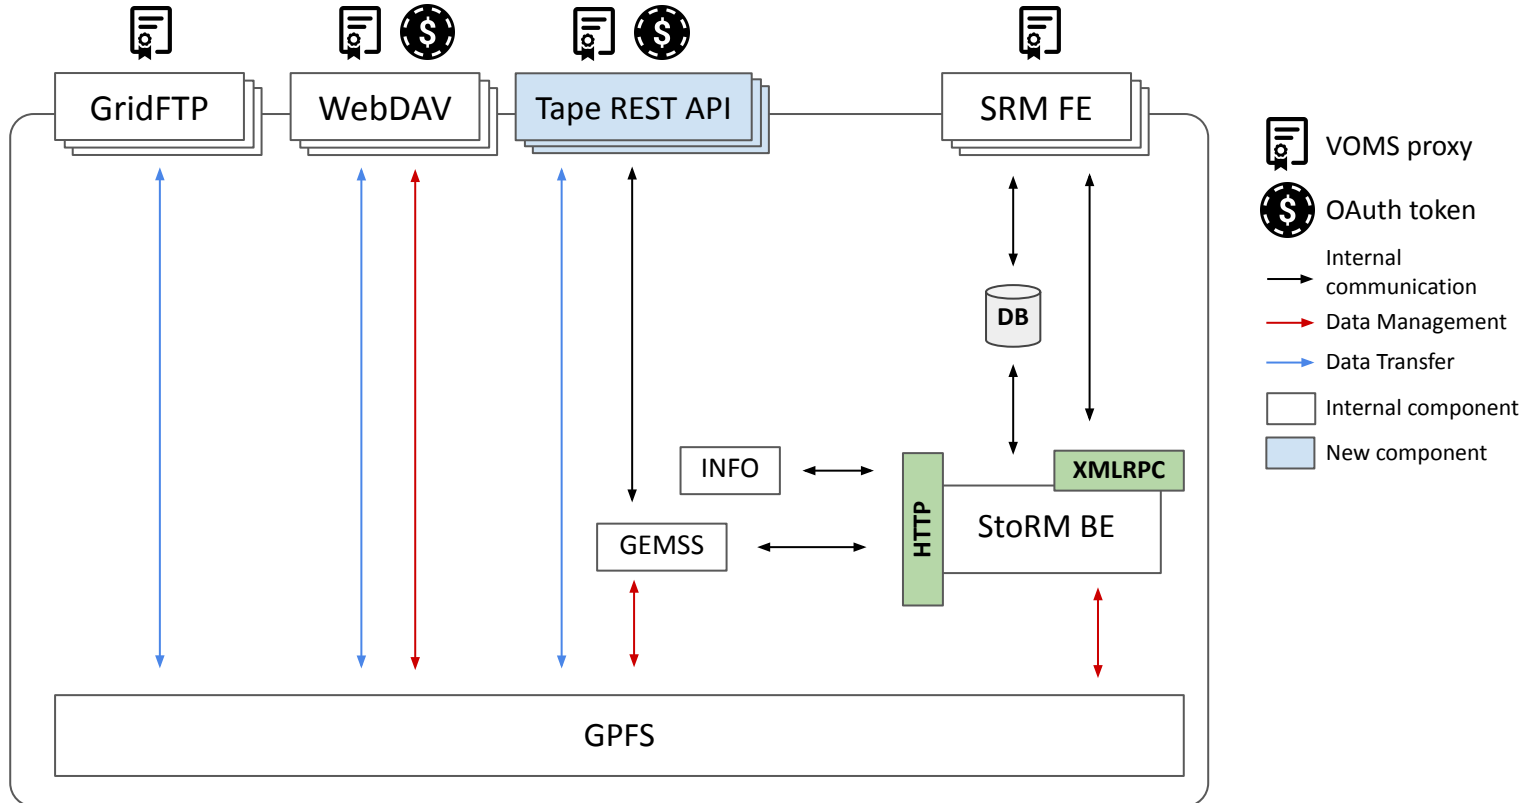 GridFTP
WebDAV
Tape REST API
SRM FE
VOMS proxy
OAuth token
Internal
communication
Data Management
Data Transfer
Internal component
New component
DB
INFO
XMLRPC
HTTP
StoRM BE
GEMSS
GPFS